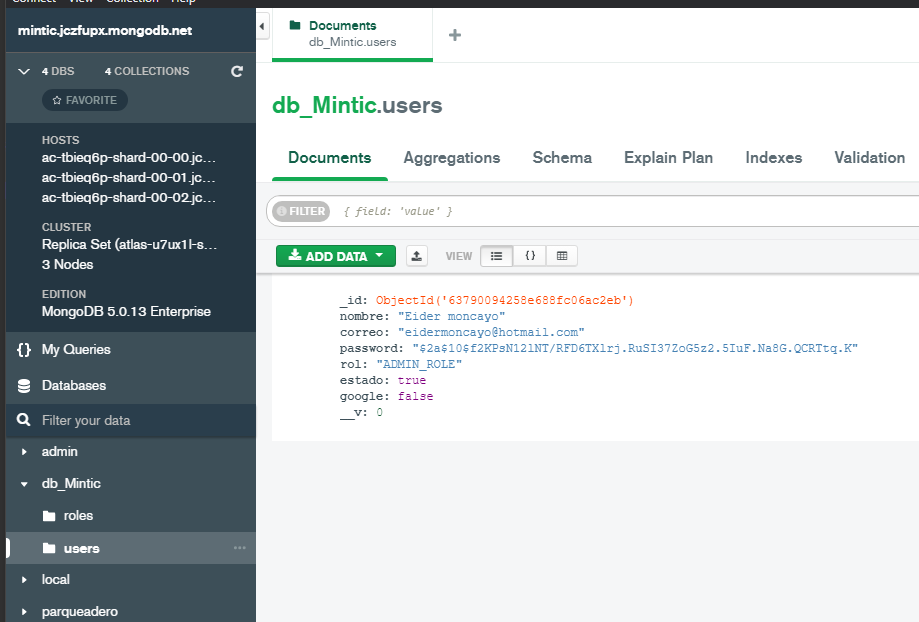 Connect View Collection Help
mintic.jczfupx.mongodb.net
4 DBS 4 COLLECTIONS
FAVORITE
HOSTS
ac-tbieq6p-shard-00-00.jc...
ac-tbieq6p-shard-00-01.jc...
ac-tbieq6p-shard-00-02.jc...
CLUSTER
Replica Set (atlas-u7ux1l-s...
3 Nodes
EDITION
MongoDB 5.0.13 Enterprise
{} My Queries
Databases
Filter your data
admin
db_Mintic
roles
users
local
parqueadero
Documents
db_Mintic.users
db_Mintic.users
Documents Aggregations Schema Explain Plan Indexes Validation
FILTER { field: 'value' }
ADD DATA VIEW {}
_id: ObjectId('63790094258e688fc06ac2eb')
nombre: "Eider moncayo"
correo: "eidermoncayo@hotmail.com"
password: "$2a$10$f2KPsN12lNT/RFD6TXlrj.RuSI37ZoG5z2.5IuF.Na8G.QCRTtq.K"
rol: "ADMIN_ROLE"
estado: true
google: false
__v: 0